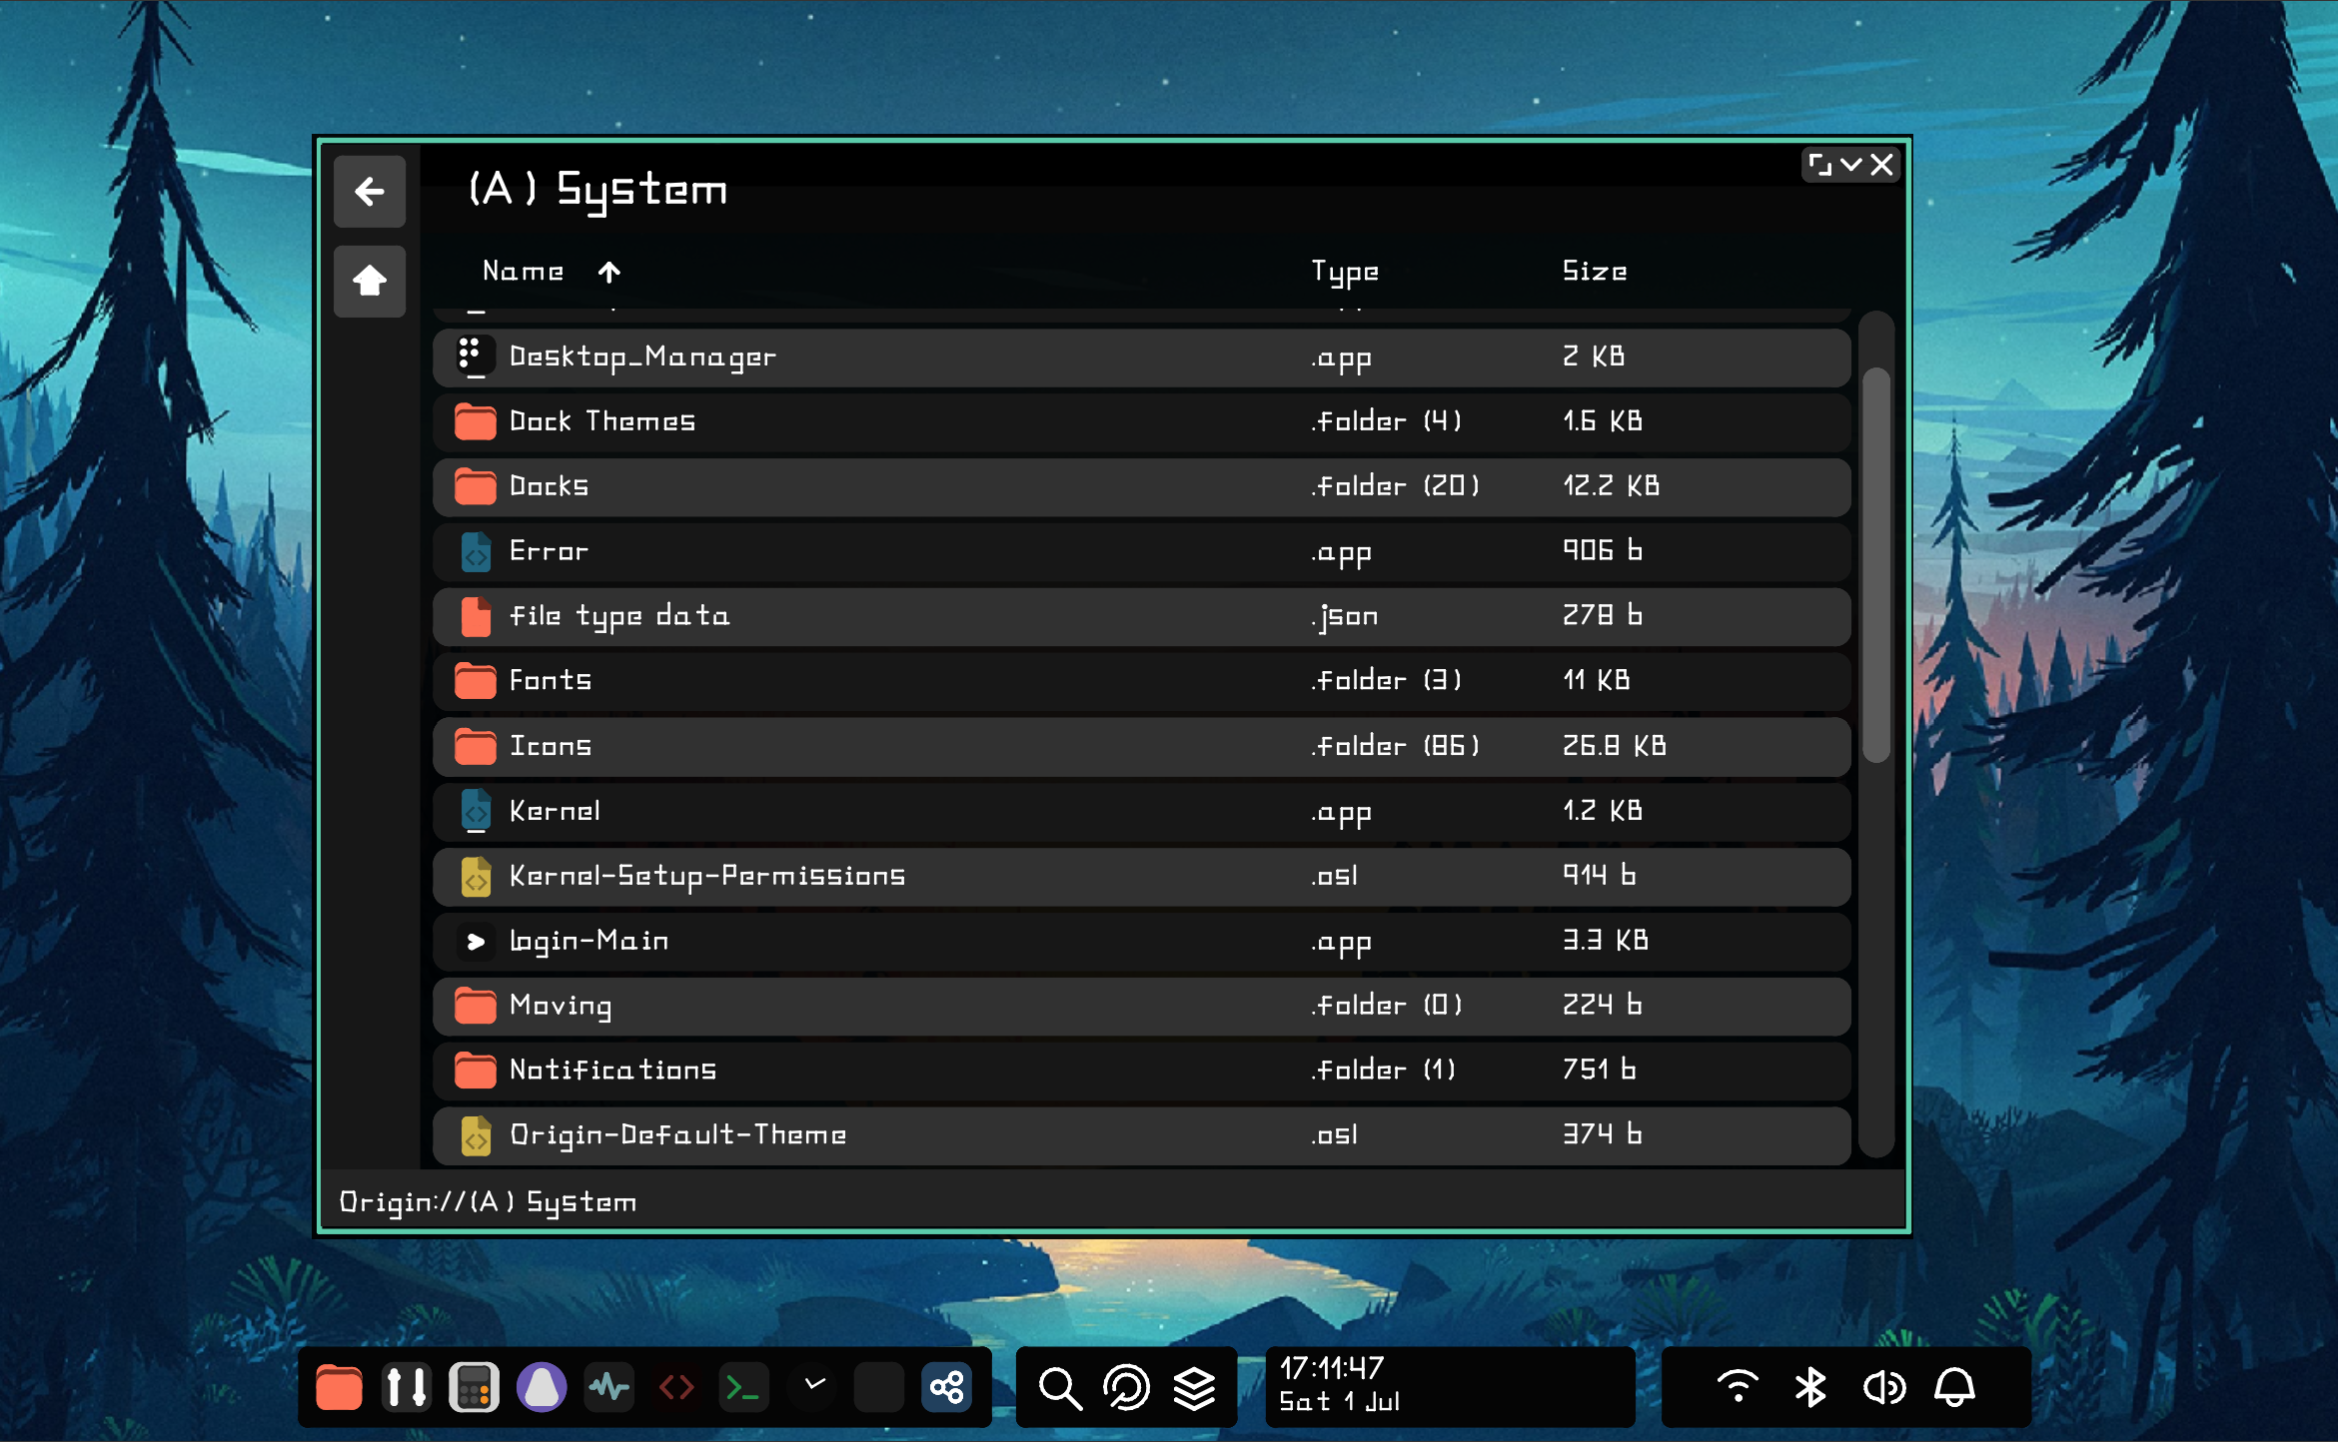 (A) System
Name Type Size
Desktop_Manager .app 2 KB
Dock Themes .folder (4) 1.6 KB
Docks .folder (20) 12.2 KB
Error .app 906 b
file type data .json 278 b
Fonts .folder (3) 11 KB
Icons .folder (86) 26.8 KB
Kernel .app 1.2 KB
Kernel-Setup-Permissions .osl 914 b
Login-Main .app 3.3 KB
Moving .folder (0) 224 b
Notifications .folder (1) 751 b
Origin-Default-Theme .osl 374 b
Origin://(A) System
17:11:47
Sat 1 Jul